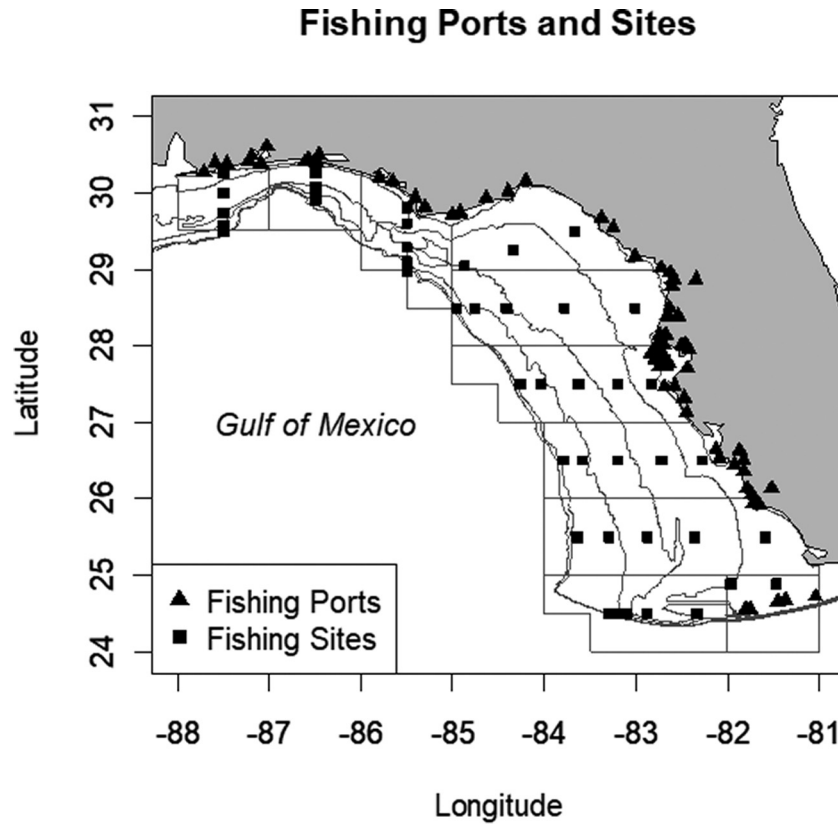 Fishing Ports and Sites
31
30
29
28
27
26
25
24
Latitude
Gulf of Mexico
Fishing Ports
Fishing Sites
-88 -87 -86 -85 -84 -83 -82 -81
Longitude